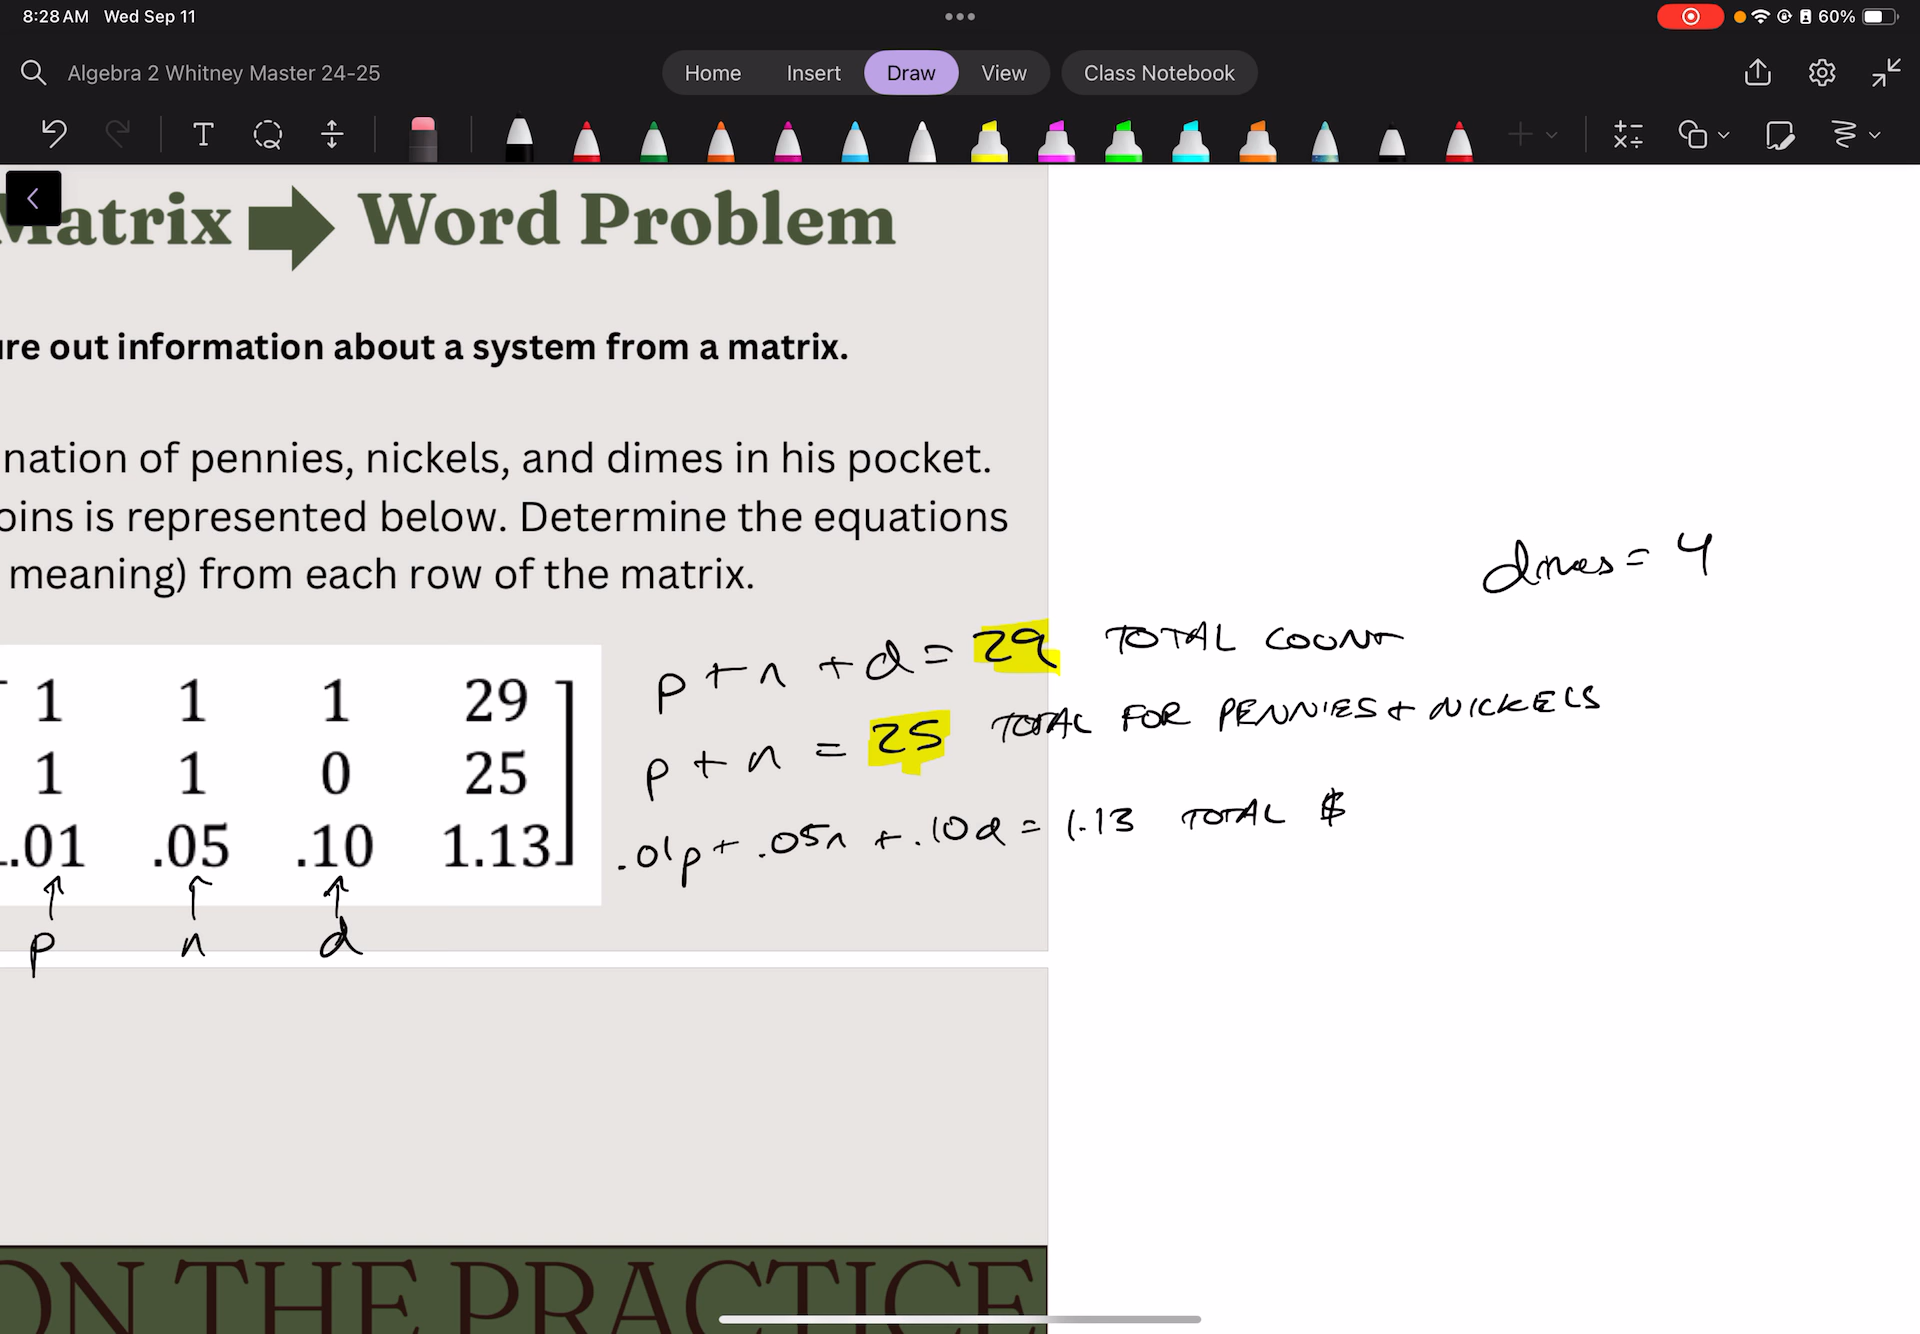 8:28 AM Wed Sep 11
60%
Algebra 2 Whitney Master 24-25
Home Insert Draw View Class Notebook
Matrix Word Problem
ure out information about a system from a matrix.
nation of pennies, nickels, and dimes in his pocket.
oins is represented below. Determine the equations
meaning) from each row of the matrix.
dimes = 4
p + n + d = 29 TOTAL COUNT
1 1 1 29
p + n = 25 TOTAL FOR PENNIES + NICKELS
1 1 0 25
.01p + .05n + .10d = 1.13 TOTAL $
.01 .05 .10 1.13
p n d
ON THE PRACTICE